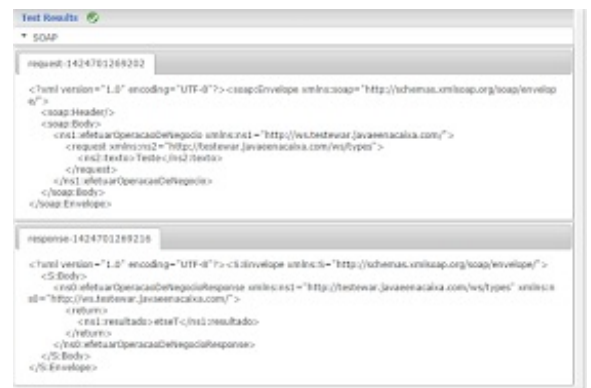 Test Results
SOAP
request-1424701269202
<?xml version="1.0" encoding="UTF-8"?><soap:Envelope xmlns:soap="http://schemas.xmlsoap.org/soap/envelop
e/">
<soap:Header/>
<soap:Body>
<ns1:efetuarOperacaoDeNegocio xmlns:ns1="http://ws.testewar.javaeenacaixa.com/">
<request xmlns:ns2="http://testewar.javaeenacaixa.com/ws/types">
<ns2:texto>Teste</ns2:texto>
</request>
</ns1:efetuarOperacaoDeNegocio>
</soap:Body>
</soap:Envelope>
response-1424701269216
<?xml version="1.0" encoding="UTF-8"?><S:Envelope xmlns:S="http://schemas.xmlsoap.org/soap/envelope/">
<S:Body>
<ns0:efetuarOperacaoDeNegocioResponse xmlns:ns1="http://testewar.javaeenacaixa.com/ws/types" xmlns:n
s0="http://ws.testewar.javaeenacaixa.com/">
<return>
<ns1:resultado>etseT</ns1:resultado>
</return>
</ns0:efetuarOperacaoDeNegocioResponse>
</S:Body>
</S:Envelope>